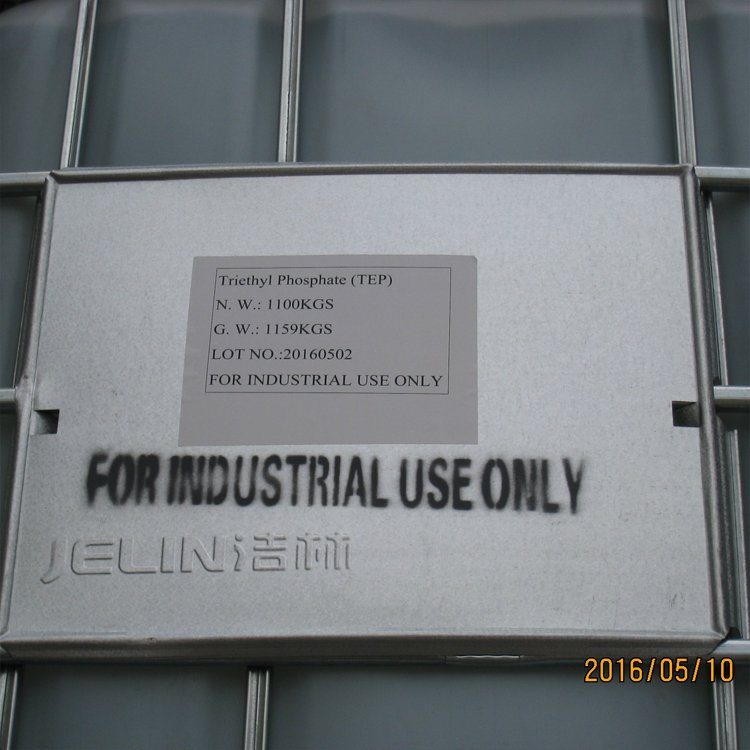 Triethyl Phosphate (TEP)
N. W.: 1100KGS
G. W.: 1159KGS
LOT NO.:20160502
FOR INDUSTRIAL USE ONLY
FOR INDUSTRIAL USE ONLY
JELIN洁林
2016/05/10